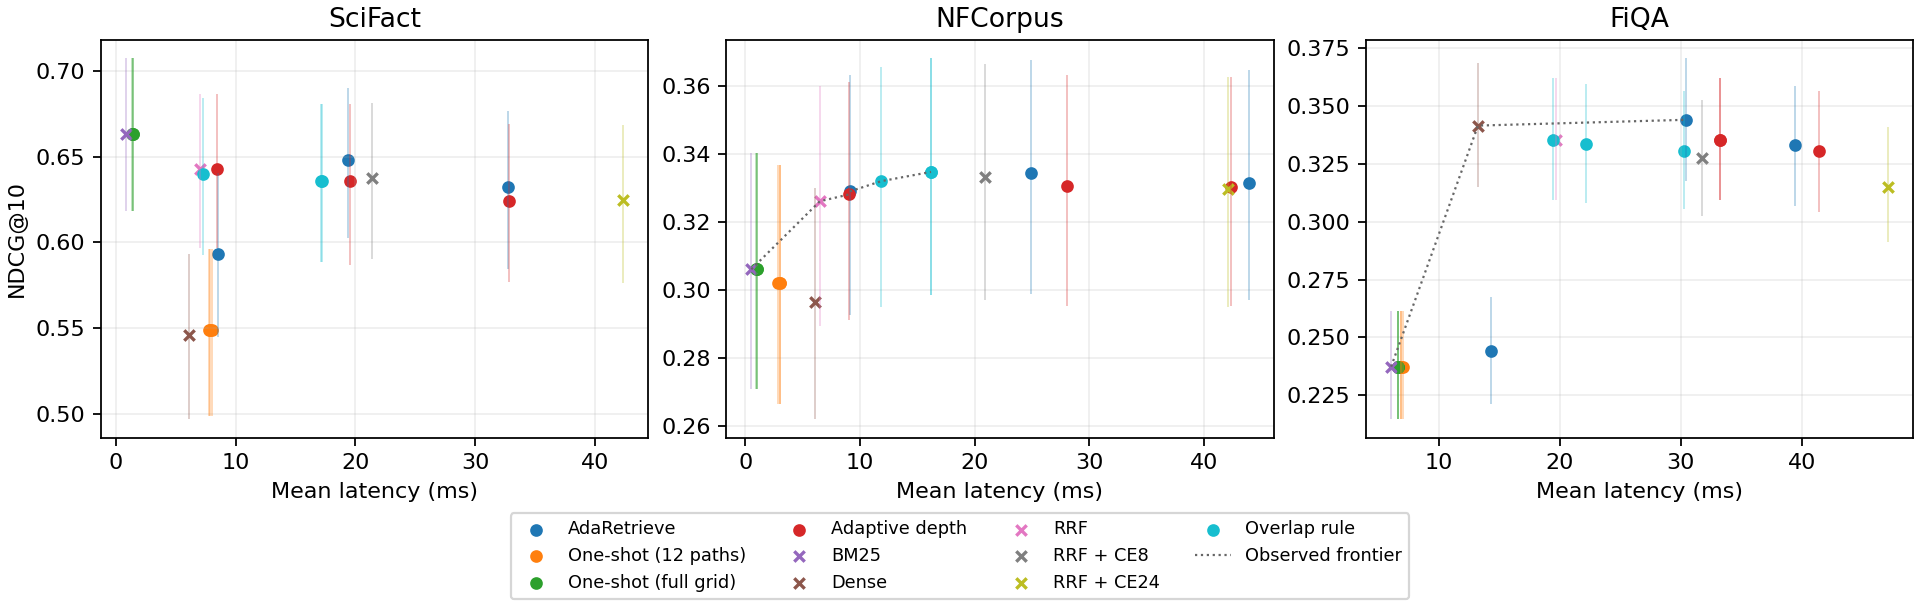 SciFact
NFCorpus
FiQA
NDCG@10
0.70
0.65
0.60
0.55
0.50
0 10 20 30 40
Mean latency (ms)
0.36
0.34
0.32
0.30
0.28
0.26
0 10 20 30 40
Mean latency (ms)
0.375
0.350
0.325
0.300
0.275
0.250
0.225
10 20 30 40
Mean latency (ms)
AdaRetrieve
One-shot (12 paths)
One-shot (full grid)
Adaptive depth
BM25
Dense
RRF
RRF + CE8
RRF + CE24
Overlap rule
Observed frontier